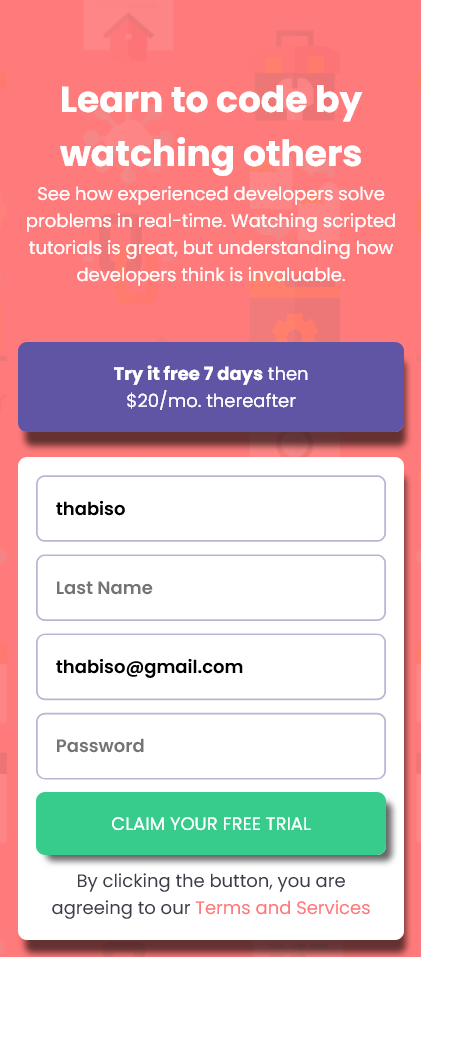 Learn to code by
watching others
See how experienced developers solve
problems in real-time. Watching scripted
tutorials is great, but understanding how
developers think is invaluable.
Try it free 7 days then
$20/mo. thereafter
thabiso
Last Name
thabiso@gmail.com
Password
CLAIM YOUR FREE TRIAL
By clicking the button, you are
agreeing to our Terms and Services